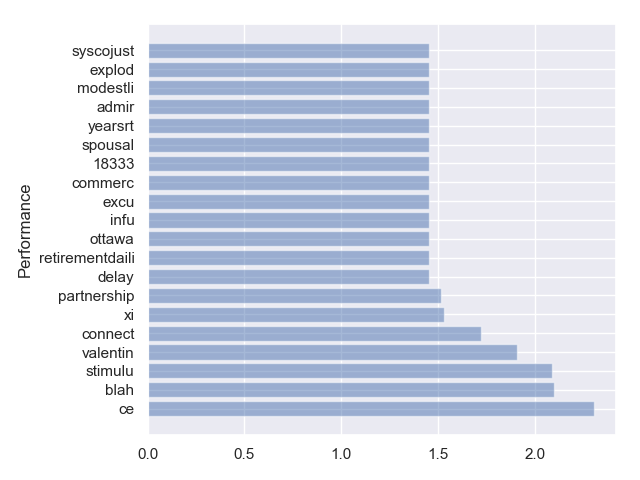 Performance
syscojust
explod
modestli
admir
yearsrt
spousal
18333
commerc
excu
infu
ottawa
retirementdaili
delay
partnership
xi
connect
valentin
stimulu
blah
ce
0.0 0.5 1.0 1.5 2.0